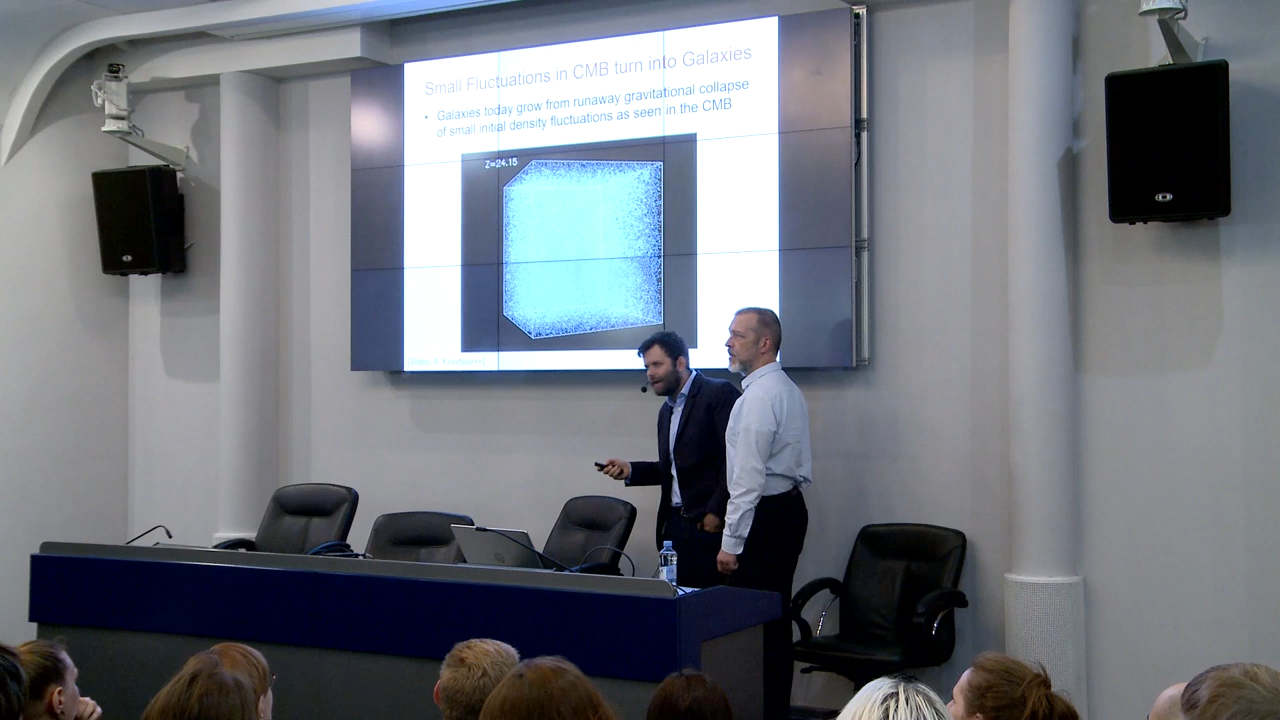 Small Fluctuations in CMB turn into Galaxies
• Galaxies today grow from runaway gravitational collapse
of small initial density fluctuations as seen in the CMB
Z=24.15